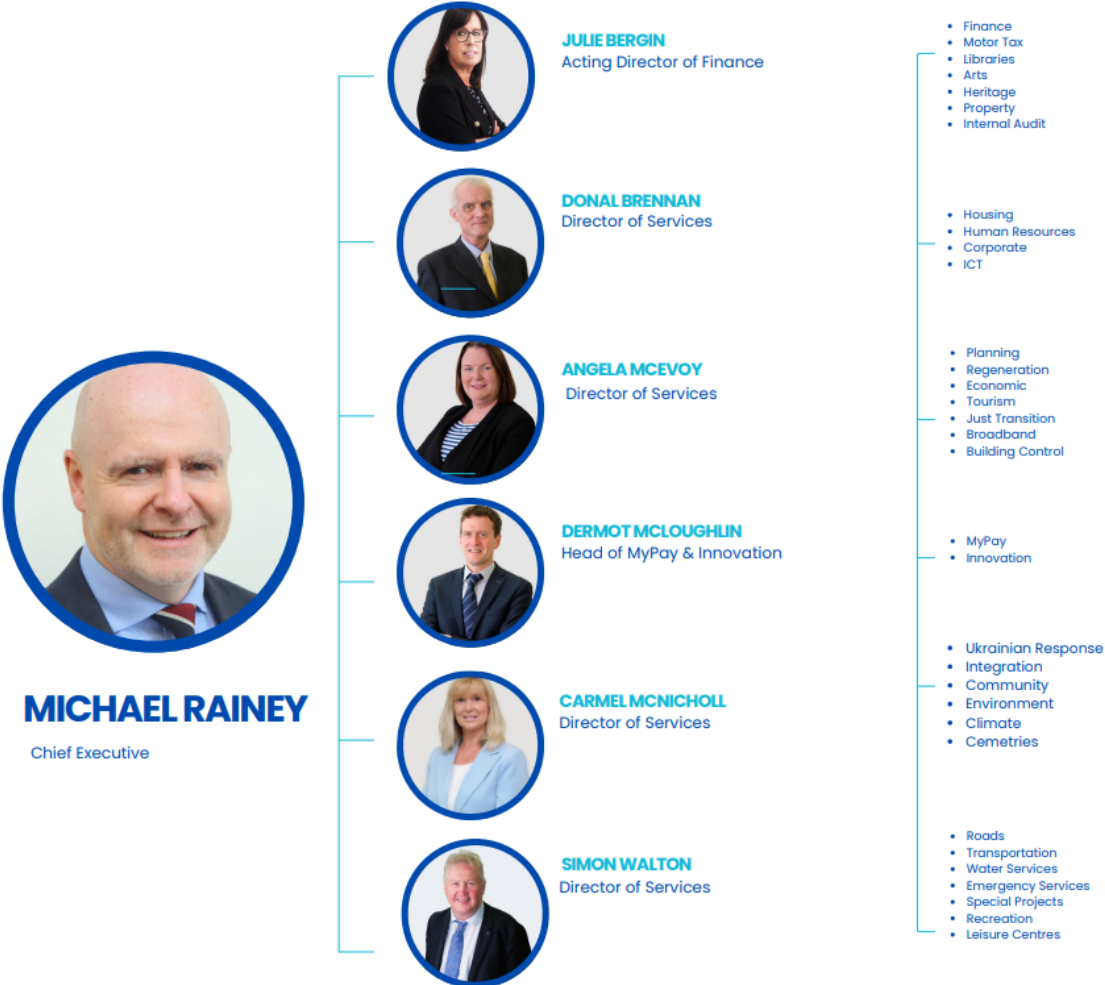 JULIE BERGIN
Acting Director of Finance
• Finance
• Motor Tax
• Libraries
• Arts
• Heritage
• Property
• Internal Audit
DONAL BRENNAN
Director of Services
• Housing
• Human Resources
• Corporate
• ICT
ANGELA MCEVOY
Director of Services
• Planning
• Regeneration
• Economic
• Tourism
• Just Transition
• Broadband
• Building Control
DERMOT MCLOUGHLIN
Head of MyPay & Innovation
• MyPay
• Innovation
MICHAEL RAINEY
Chief Executive
CARMEL MCNICHOLL
Director of Services
• Ukrainian Response
• Integration
• Community
• Environment
• Climate
• Cemetries
SIMON WALTON
Director of Services
• Roads
• Transportation
• Water Services
• Emergency Services
• Special Projects
• Recreation
• Leisure Centres